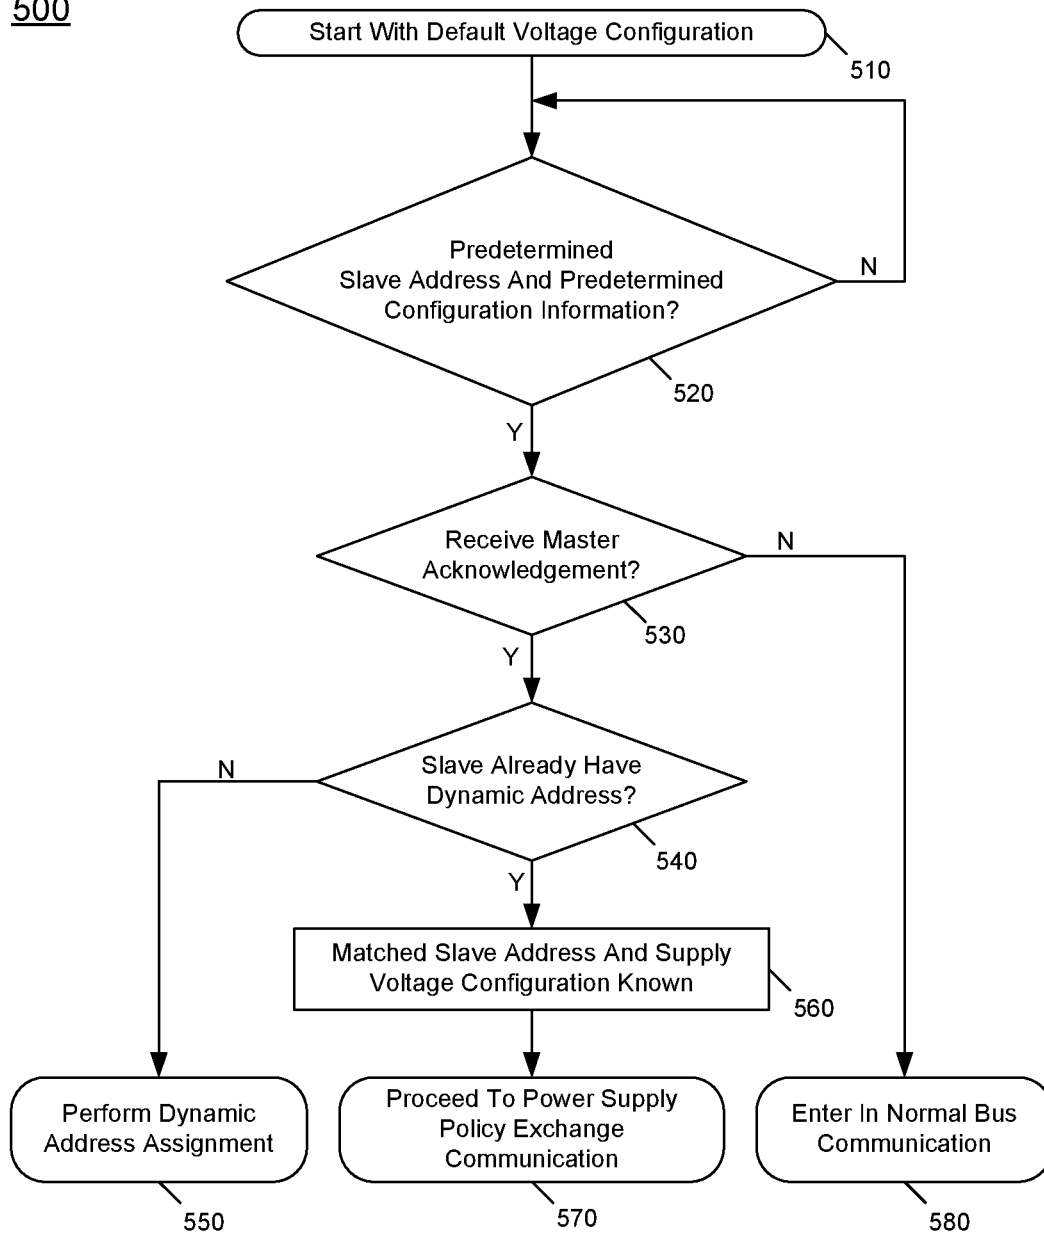 500
Start With Default Voltage Configuration
510
Predetermined
Slave Address And Predetermined
Configuration Information?
N
520
Y
Receive Master
Acknowledgement?
N
530
Y
Slave Already Have
Dynamic Address?
N
540
Y
Matched Slave Address And Supply
Voltage Configuration Known
560
Perform Dynamic
Address Assignment
550
Proceed To Power Supply
Policy Exchange
Communication
570
Enter In Normal Bus
Communication
580